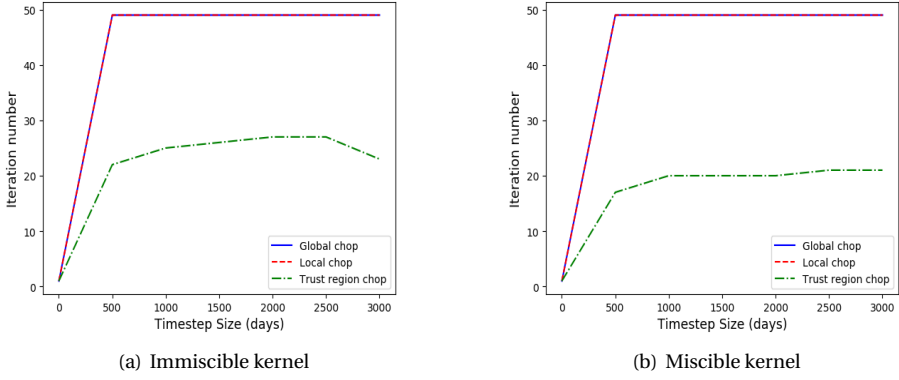 50
40
30
20
10
0
Iteration number
Global chop
Local chop
Trust region chop
0 500 1000 1500 2000 2500 3000
Timestep Size (days)
(a) Immiscible kernel
50
40
30
20
10
0
Iteration number
Global chop
Local chop
Trust region chop
0 500 1000 1500 2000 2500 3000
Timestep Size (days)
(b) Miscible kernel